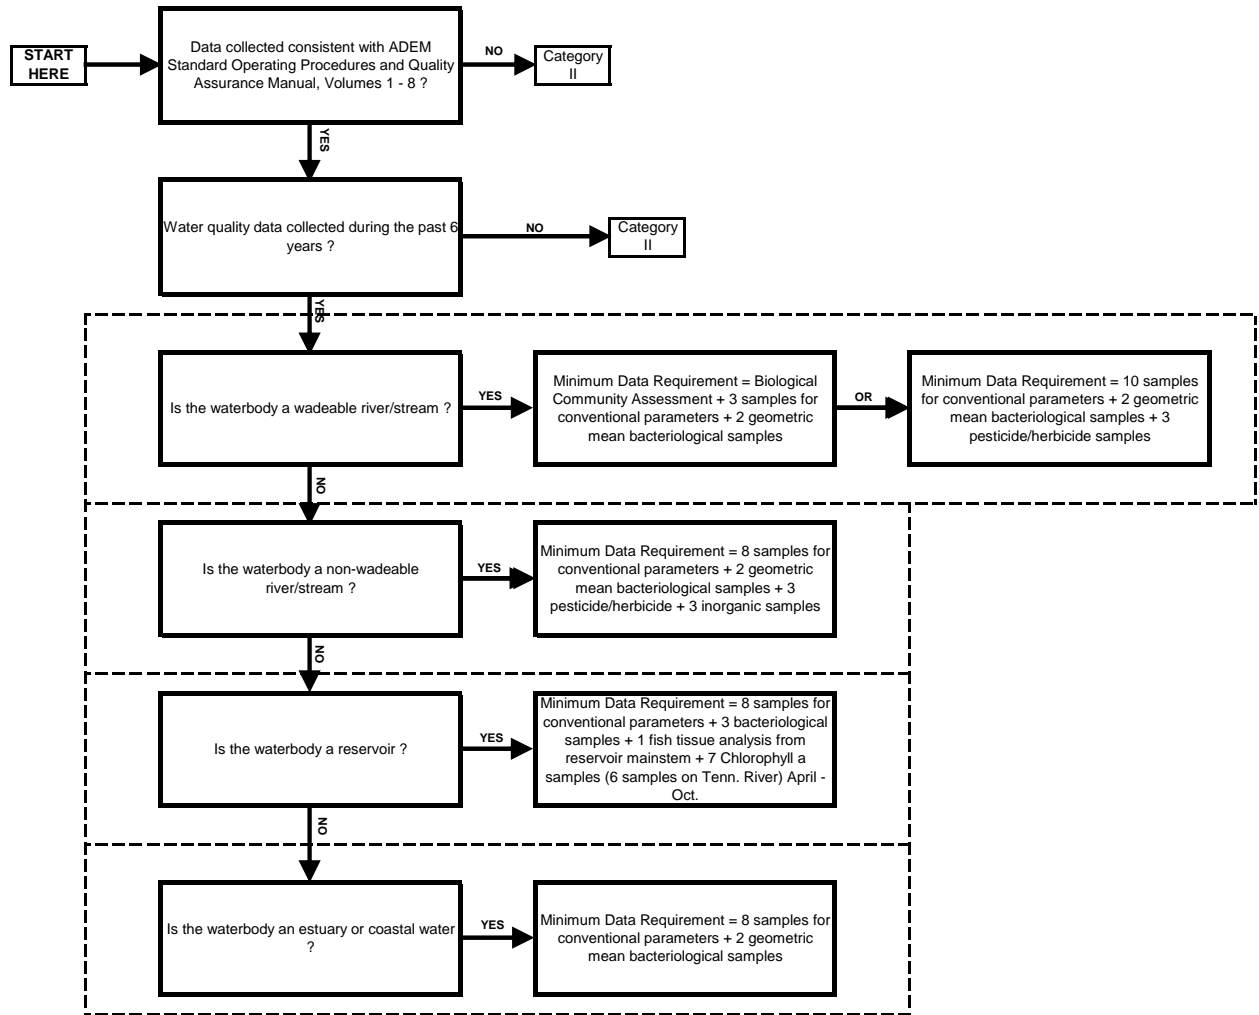 START
HERE
Data collected consistent with ADEM
Standard Operating Procedures and Quality
Assurance Manual, Volumes 1 - 8 ?
NO
Category
II
YES
Water quality data collected during the past 6
years ?
NO
Category
II
YES
Is the waterbody a wadeable river/stream ?
YES
Minimum Data Requirement = Biological
Community Assessment + 3 samples for
conventional parameters + 2 geometric
mean bacteriological samples
OR
Minimum Data Requirement = 10 samples
for conventional parameters + 2 geometric
mean bacteriological samples + 3
pesticide/herbicide samples
NO
Is the waterbody a non-wadeable
river/stream ?
YES
Minimum Data Requirement = 8 samples for
conventional parameters + 2 geometric
mean bacteriological samples + 3
pesticide/herbicide + 3 inorganic samples
NO
Is the waterbody a reservoir ?
YES
Minimum Data Requirement = 8 samples for
conventional parameters + 3 bacteriological
samples + 1 fish tissue analysis from
reservoir mainstem + 7 Chlorophyll a
samples (6 samples on Tenn. River) April -
Oct.
NO
Is the waterbody an estuary or coastal water
?
YES
Minimum Data Requirement = 8 samples for
conventional parameters + 2 geometric
mean bacteriological samples